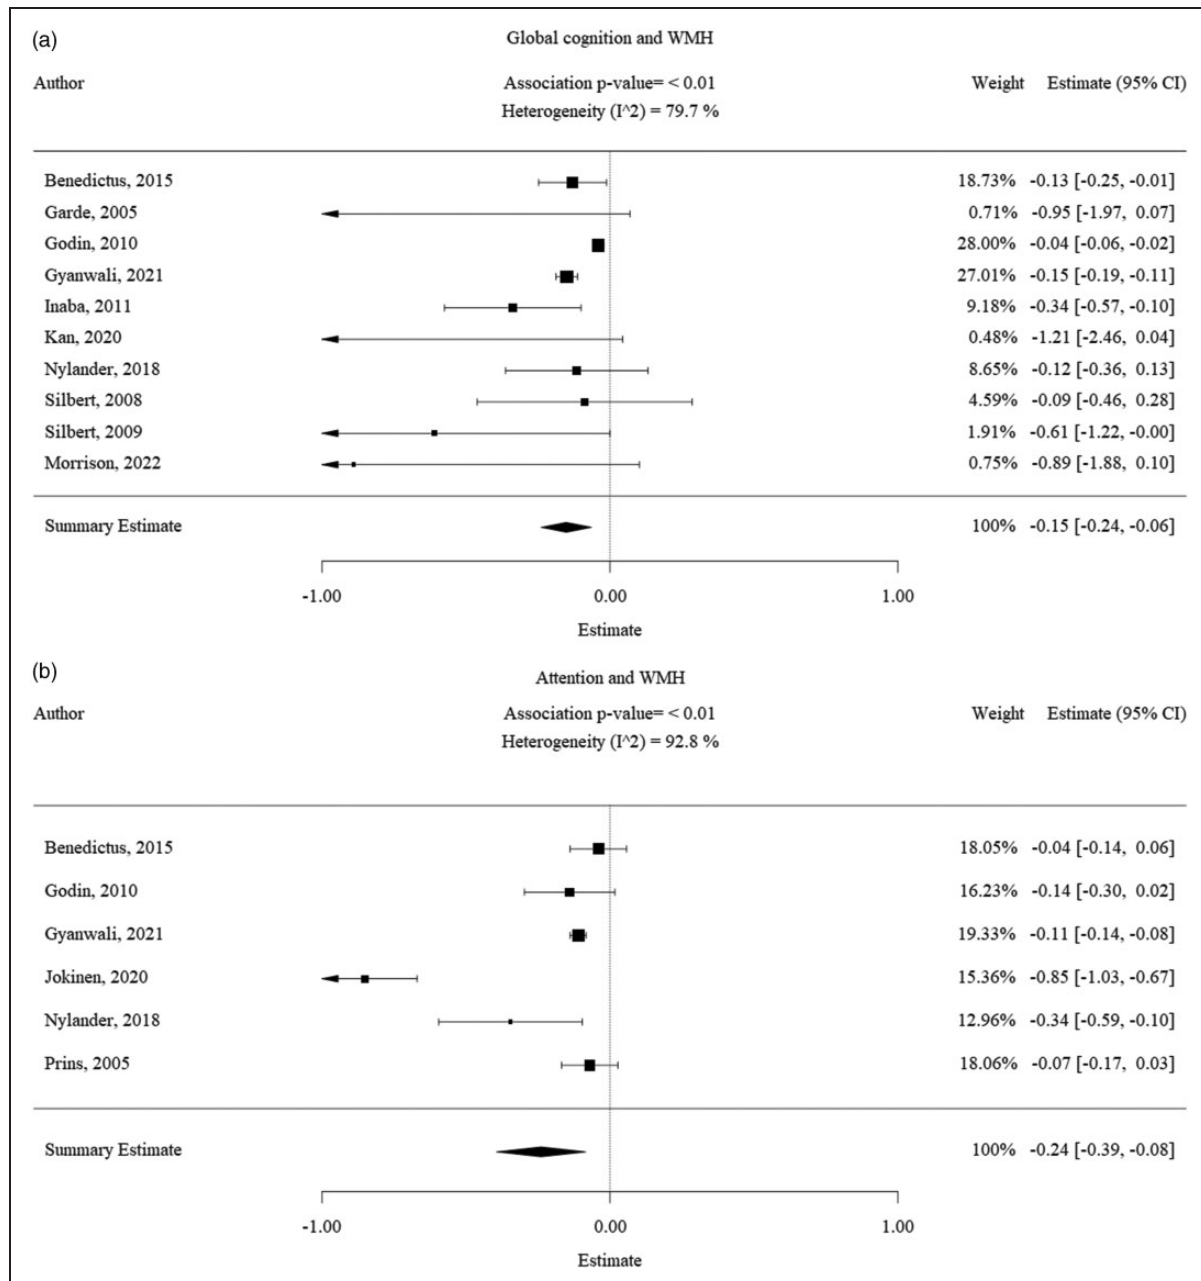 (a)
Global cognition and WMH
Author Association p-value= < 0.01 Weight Estimate (95% CI)
Heterogeneity (I^2) = 79.7 %
Benedictus, 2015 18.73% -0.13 [-0.25, -0.01]
Garde, 2005 0.71% -0.95 [-1.97, 0.07]
Godin, 2010 28.00% -0.04 [-0.06, -0.02]
Gyanwali, 2021 27.01% -0.15 [-0.19, -0.11]
Inaba, 2011 9.18% -0.34 [-0.57, -0.10]
Kan, 2020 0.48% -1.21 [-2.46, 0.04]
Nylander, 2018 8.65% -0.12 [-0.36, 0.13]
Silbert, 2008 4.59% -0.09 [-0.46, 0.28]
Silbert, 2009 1.91% -0.61 [-1.22, -0.00]
Morrison, 2022 0.75% -0.89 [-1.88, 0.10]
Summary Estimate 100% -0.15 [-0.24, -0.06]
-1.00 0.00 1.00
Estimate
(b)
Attention and WMH
Author Association p-value= < 0.01 Weight Estimate (95% CI)
Heterogeneity (I^2) = 92.8 %
Benedictus, 2015 18.05% -0.04 [-0.14, 0.06]
Godin, 2010 16.23% -0.14 [-0.30, 0.02]
Gyanwali, 2021 19.33% -0.11 [-0.14, -0.08]
Jokinen, 2020 15.36% -0.85 [-1.03, -0.67]
Nylander, 2018 12.96% -0.34 [-0.59, -0.10]
Prins, 2005 18.06% -0.07 [-0.17, 0.03]
Summary Estimate 100% -0.24 [-0.39, -0.08]
-1.00 0.00 1.00
Estimate